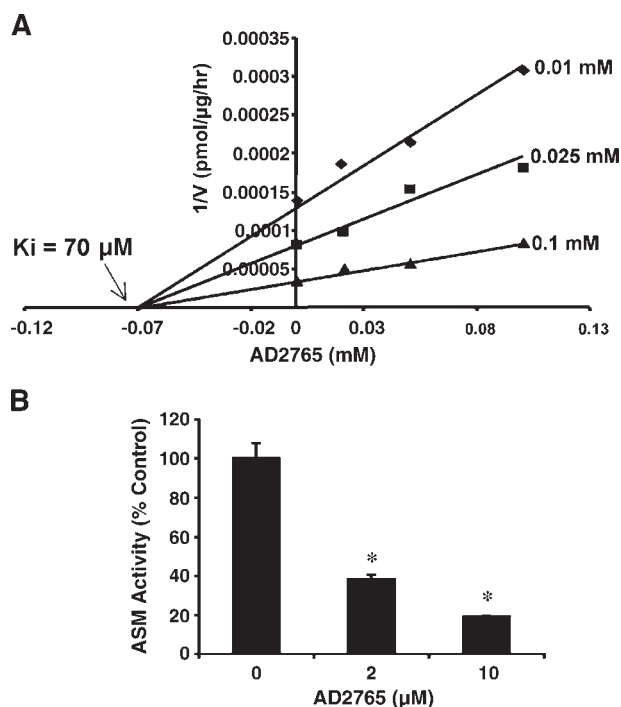 A
0.00035
0.0003
0.00025
0.0002
0.00015
0.0001
0.00005
1/V (pmol/µg/hr)
0.01 mM
0.025 mM
0.1 mM
Ki = 70 µM
-0.12
-0.07
-0.02
0
0.03
0.08
0.13
AD2765 (mM)
B
120
100
80
60
40
20
0
ASM Activity (% Control)
*
*
0
2
10
AD2765 (µM)